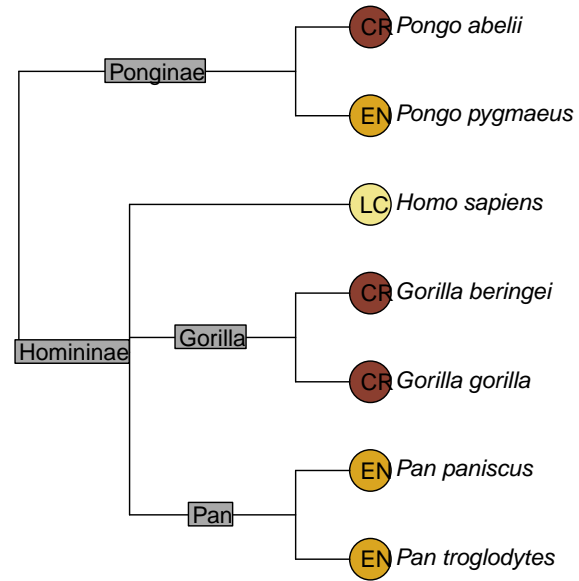 CR Pongo abelii
Ponginae
EN Pongo pygmaeus
LC Homo sapiens
CR Gorilla beringei
Gorilla
Homininae
CR Gorilla gorilla
EN Pan paniscus
Pan
EN Pan troglodytes